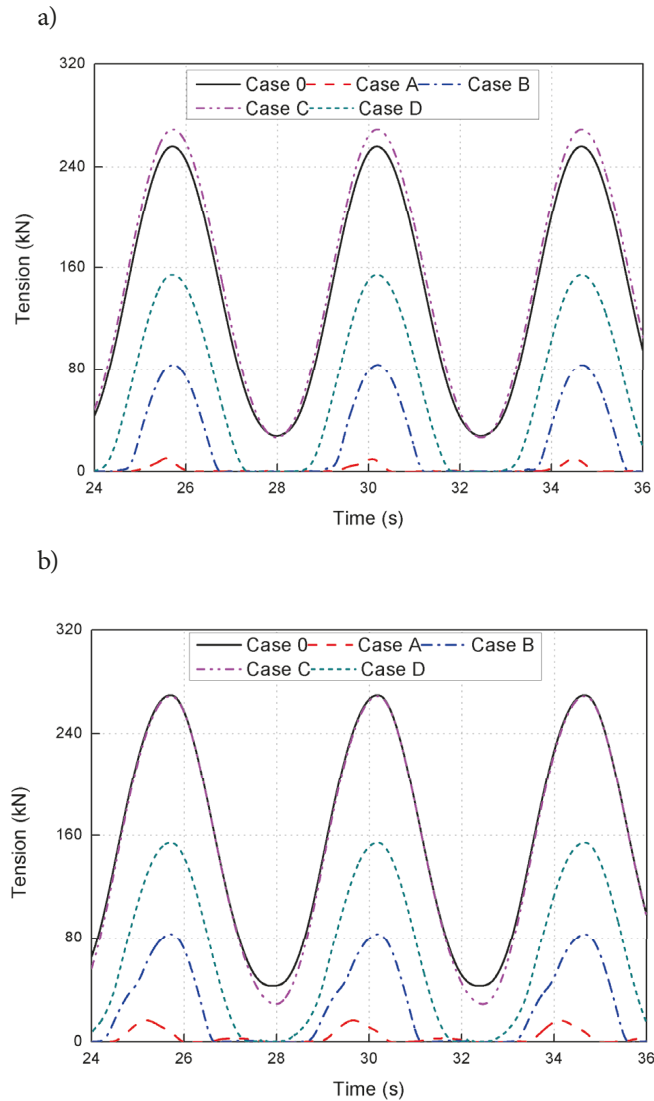 a)
320
240
160
80
0
Tension (kN)
Case 0 Case A Case B
Case C Case D
24 26 28 30 32 34 36
Time (s)
b)
320
240
160
80
0
Tension (kN)
Case 0 Case A Case B
Case C Case D
24 26 28 30 32 34 36
Time (s)